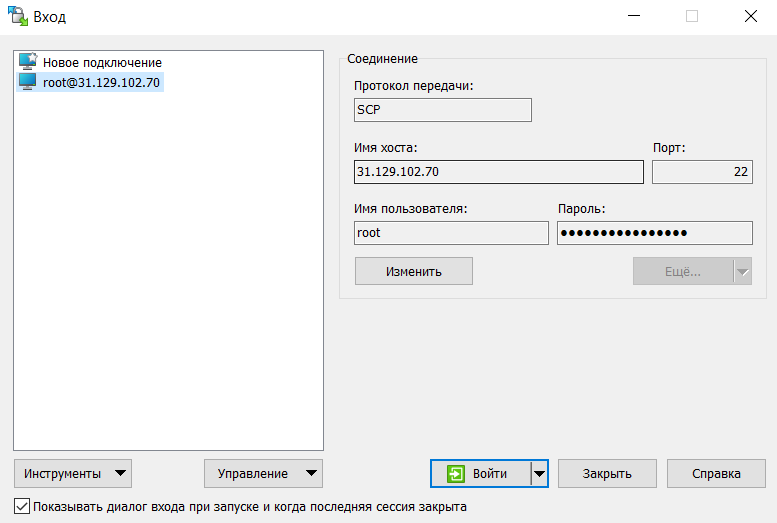 Вход
Новое подключение
root@31.129.102.70
Соединение
Протокол передачи:
SCP
Имя хоста: Порт:
31.129.102.70 22
Имя пользователя: Пароль:
root ●●●●●●●●●●●●●●●●
Изменить Ещё...
Инструменты Управление Войти Закрыть Справка
Показывать диалог входа при запуске и когда последняя сессия закрыта